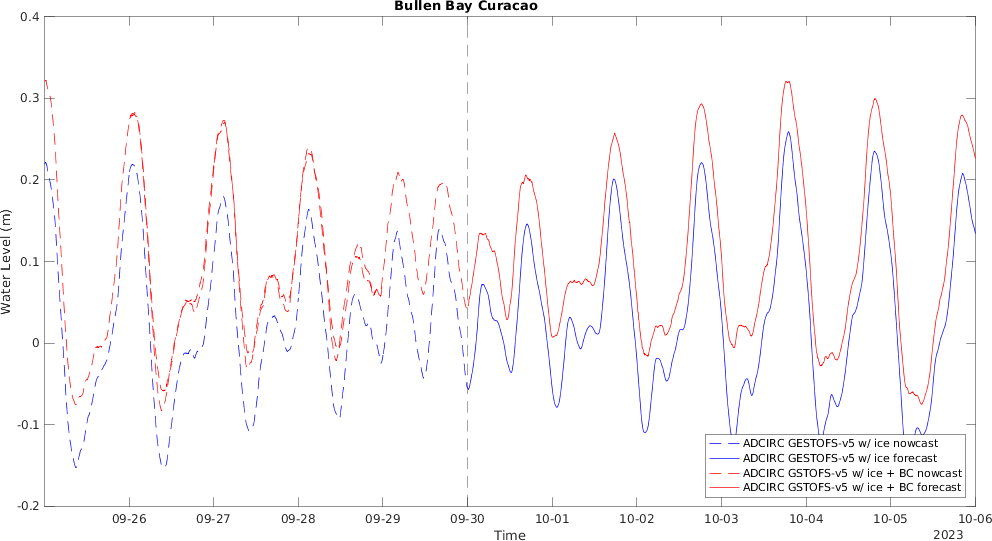 Bullen Bay Curacao
Water Level (m)
0.4
0.3
0.2
0.1
0
-0.1
-0.2
ADCIRC GESTOFS-v5 w/ ice nowcast
ADCIRC GESTOFS-v5 w/ ice forecast
ADCIRC GSTOFS-v5 w/ ice + BC nowcast
ADCIRC GSTOFS-v5 w/ ice + BC forecast
09-26 09-27 09-28 09-29 09-30 10-01 10-02 10-03 10-04 10-05 10-06
Time
2023